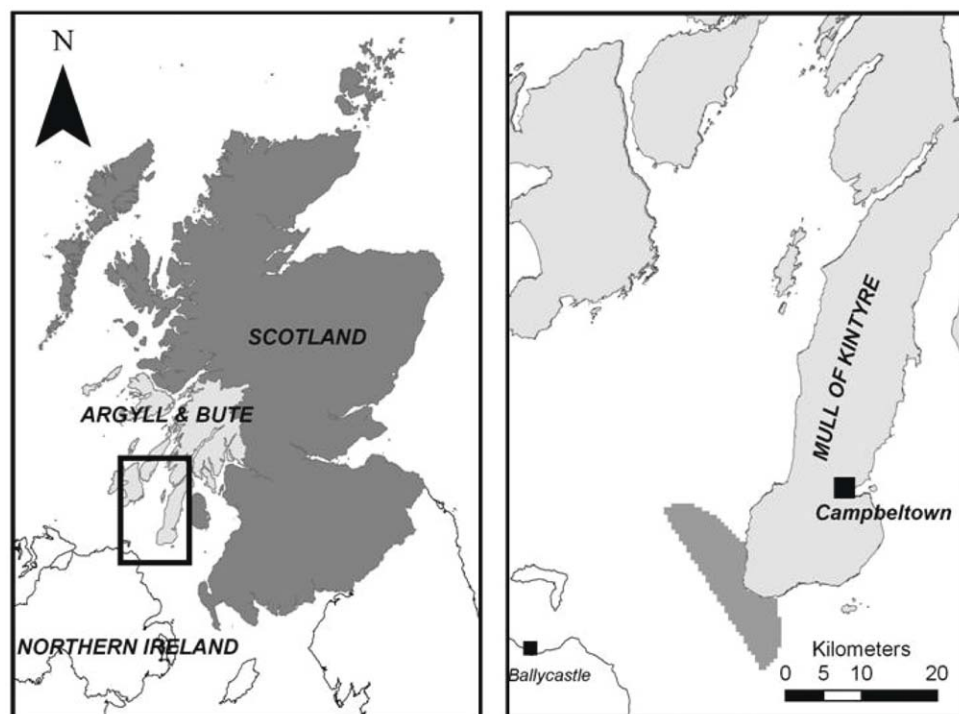 N
SCOTLAND
ARGYLL & BUTE
NORTHERN IRELAND
MULL OF KINTYRE
Campbeltown
Ballycastle
Kilometers
0 5 10 20